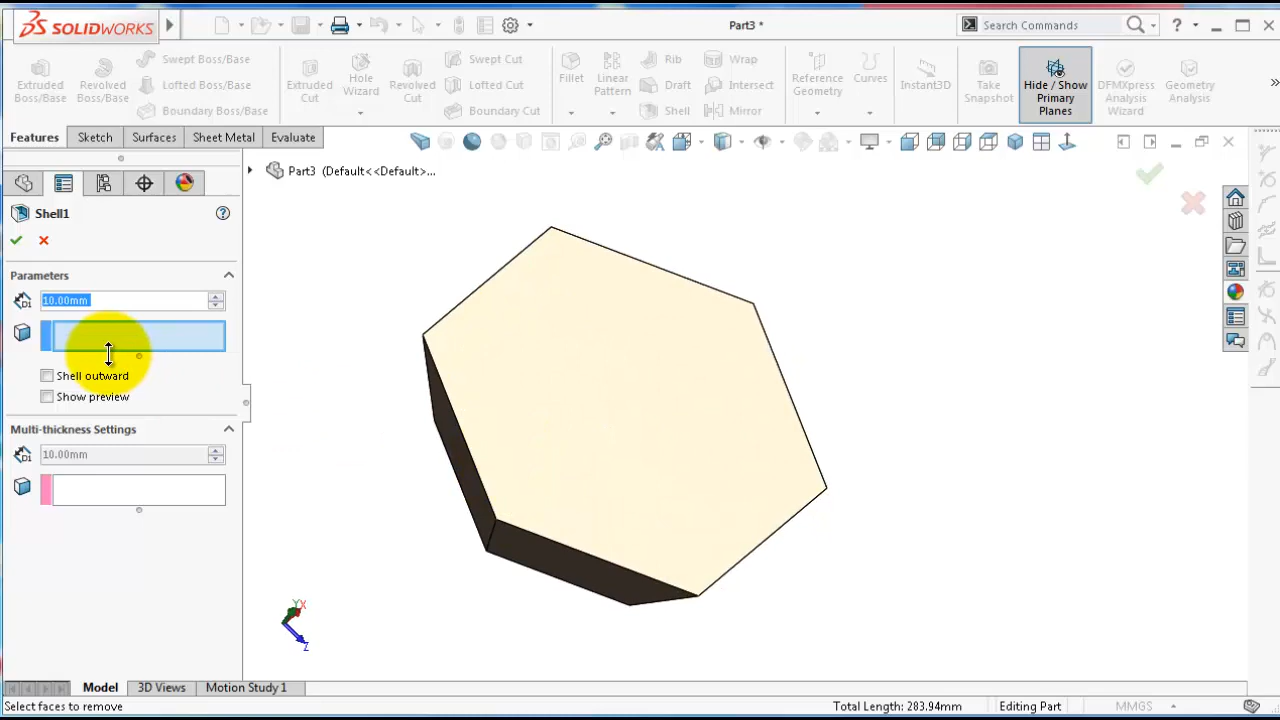 SOLIDWORKS
Part3 *
Search Commands
Extruded Boss/Base
Revolved Boss/Base
Swept Boss/Base
Lofted Boss/Base
Boundary Boss/Base
Extruded Cut
Hole Wizard
Revolved Cut
Swept Cut
Lofted Cut
Boundary Cut
Fillet
Linear Pattern
Rib
Draft
Shell
Wrap
Intersect
Mirror
Reference Geometry
Curves
Instant3D
Take Snapshot
Hide / Show Primary Planes
DFMXpress Analysis Wizard
Geometry Analysis
Features
Sketch
Surfaces
Sheet Metal
Evaluate
Part3 (Default<<Default>...
Shell1
Parameters
10.00mm
Shell outward
Show preview
Multi-thickness Settings
10.00mm
Y X
Z
Model
3D Views
Motion Study 1
Select faces to remove
Total Length: 283.94mm
Editing Part
MMGS